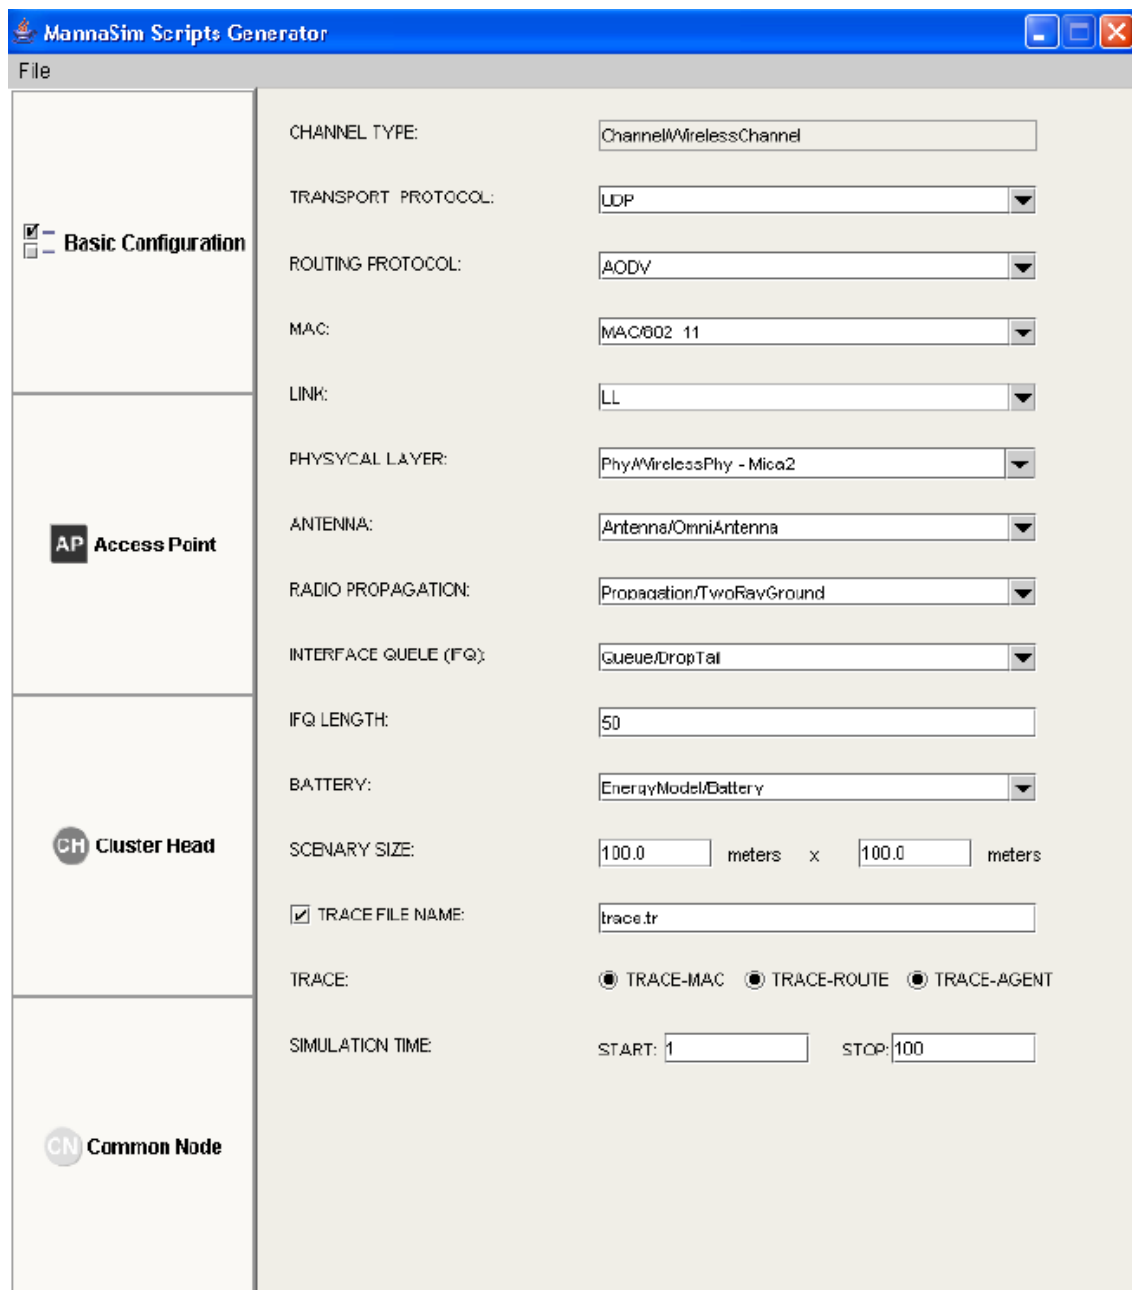 MannaSim Scripts Generator
File
Basic Configuration
AP Access Point
CH Cluster Head
CN Common Node
CHANNEL TYPE: Channel/WirelessChannel
TRANSPORT PROTOCOL: UDP
ROUTING PROTOCOL: AODV
MAC: MAC/802_11
LINK: LL
PHYSYCAL LAYER: Phy/WirelessPhy - Mica2
ANTENNA: Antenna/OmniAntenna
RADIO PROPAGATION: Propagation/TwoRayGround
INTERFACE QUEUE (IFQ): Queue/DropTail
IFQ LENGTH: 50
BATTERY: EnergyModel/Battery
SCENARY SIZE: 100.0 meters x 100.0 meters
TRACE FILE NAME: trace.tr
TRACE: TRACE-MAC TRACE-ROUTE TRACE-AGENT
SIMULATION TIME: START: 1 STOP: 100